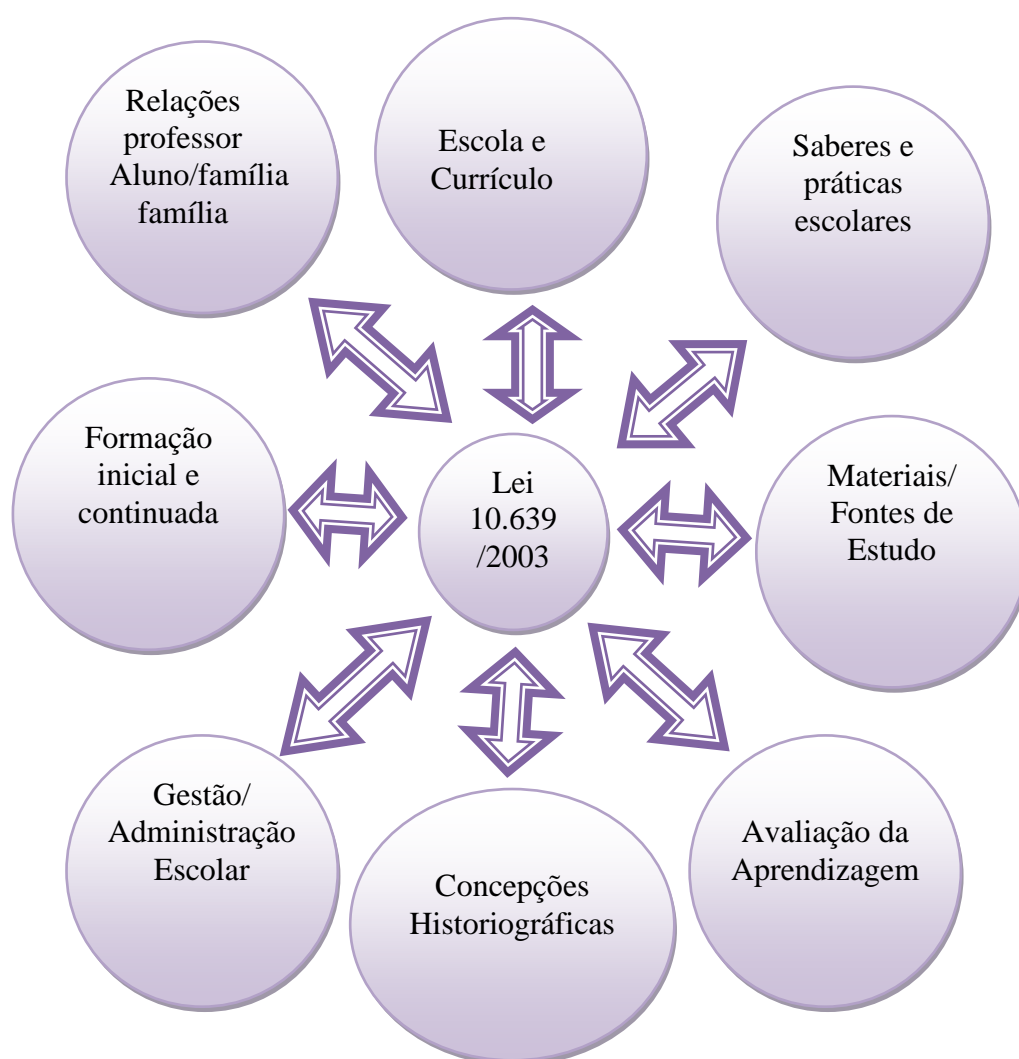 Relações
professor
Aluno/família
família
Escola e
Currículo
Saberes e
práticas
escolares
Formação
inicial e
continuada
Lei
10.639
/2003
Materiais/
Fontes de
Estudo
Gestão/
Administração
Escolar
Concepções
Historiográficas
Avaliação da
Aprendizagem